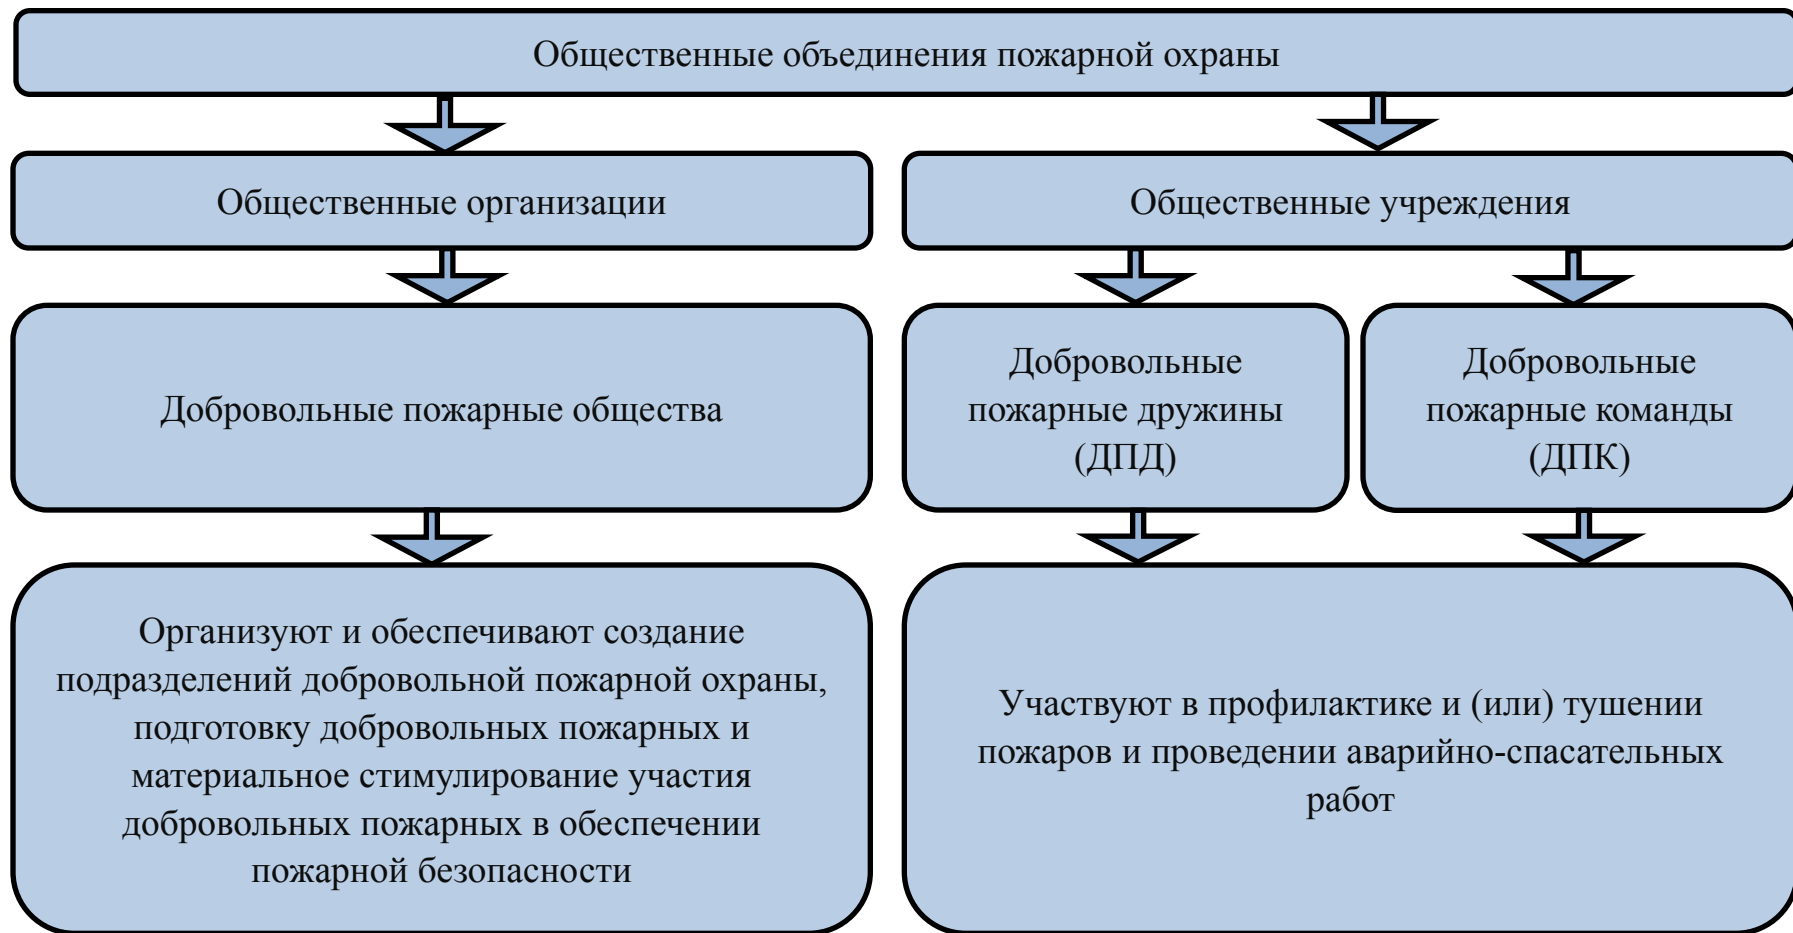 Общественные объединения пожарной охраны
Общественные организации
Общественные учреждения
Добровольные пожарные общества
Добровольные
пожарные дружины
(ДПД)
Добровольные
пожарные команды
(ДПК)
Организуют и обеспечивают создание
подразделений добровольной пожарной охраны,
подготовку добровольных пожарных и
материальное стимулирование участия
добровольных пожарных в обеспечении
пожарной безопасности
Участвуют в профилактике и (или) тушении
пожаров и проведении аварийно-спасательных
работ